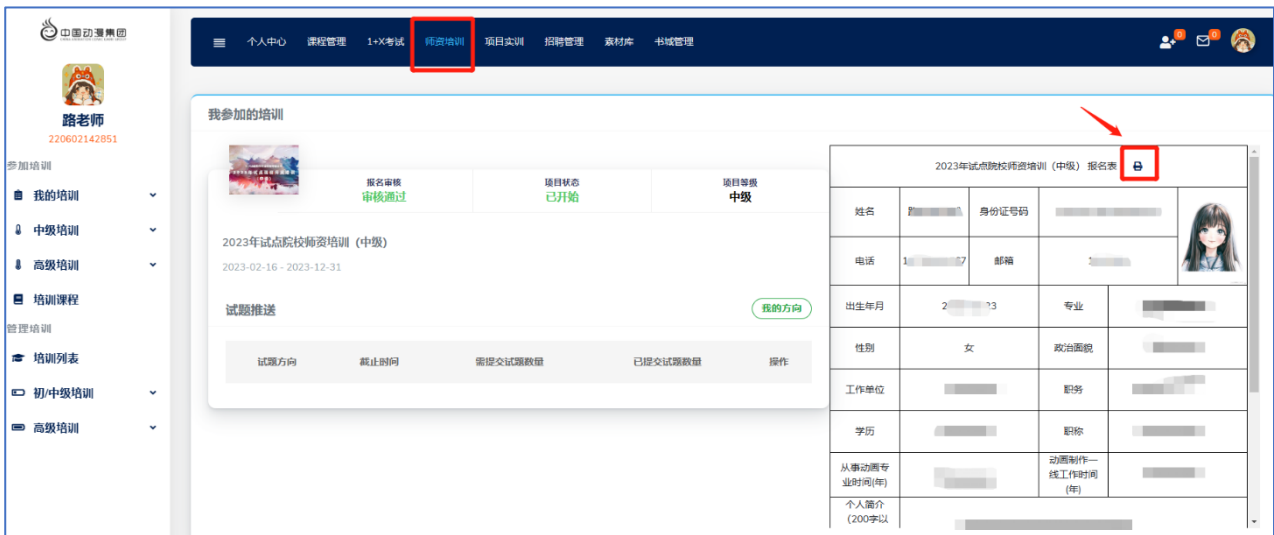 中国动漫集团
路老师
220602142851
参加培训
我的培训
中级培训
高级培训
培训课程
管理培训
培训列表
初/中级培训
高级培训
个人中心 课程管理 1+X考试 师资培训 项目实训 招聘管理 素材库 书城管理
0 0
我参加的培训
报名审核 项目状态 项目等级
审核通过 已开始 中级
2023年试点院校师资培训（中级）
2023-02-16 - 2023-12-31
试题推送 我的方向
试题方向 截止时间 需提交试题数量 已提交试题数量 操作
2023年试点院校师资培训（中级） 报名表
姓名 身份证号码
电话 邮箱
出生年月 专业
性别 女 政治面貌
工作单位 职务
学历 职称
从事动画专
业时间(年)
动画制作一
线工作时间
(年)
个人简介
（200字以